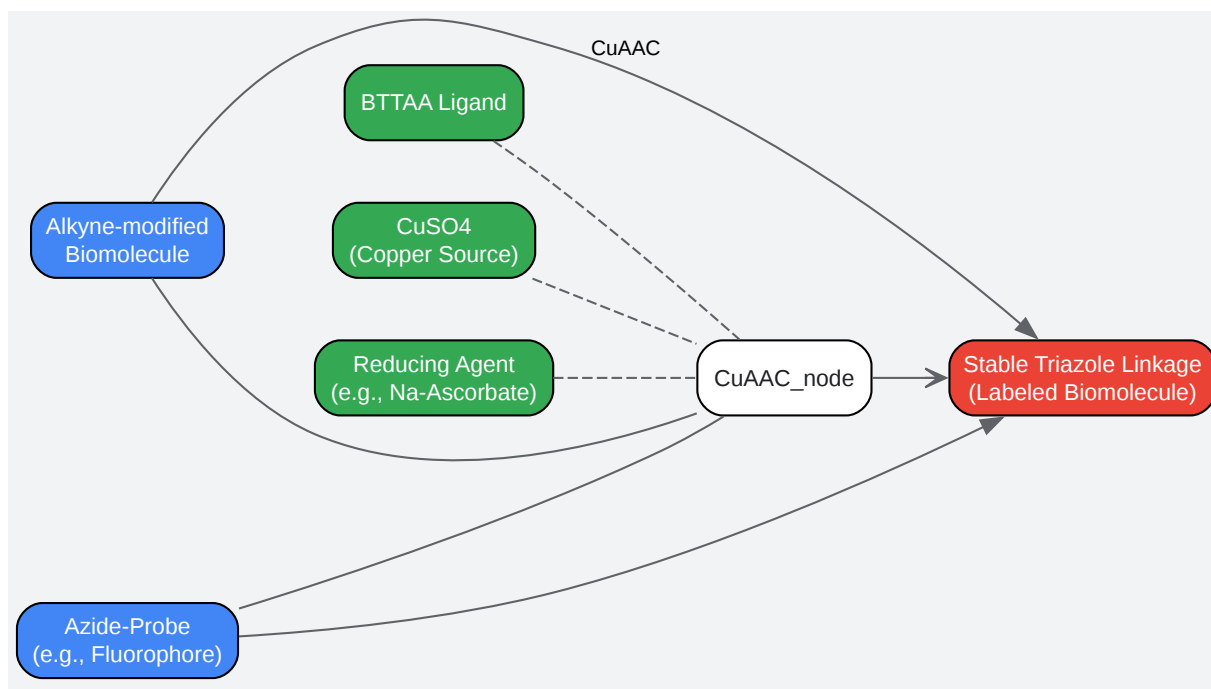 CuAAC
BTTAA Ligand
Alkyne-modified
Biomolecule
CuSO4
(Copper Source)
Reducing Agent
(e.g., Na-Ascorbate)
CuAAC_node
Stable Triazole Linkage
(Labeled Biomolecule)
Azide-Probe
(e.g., Fluorophore)